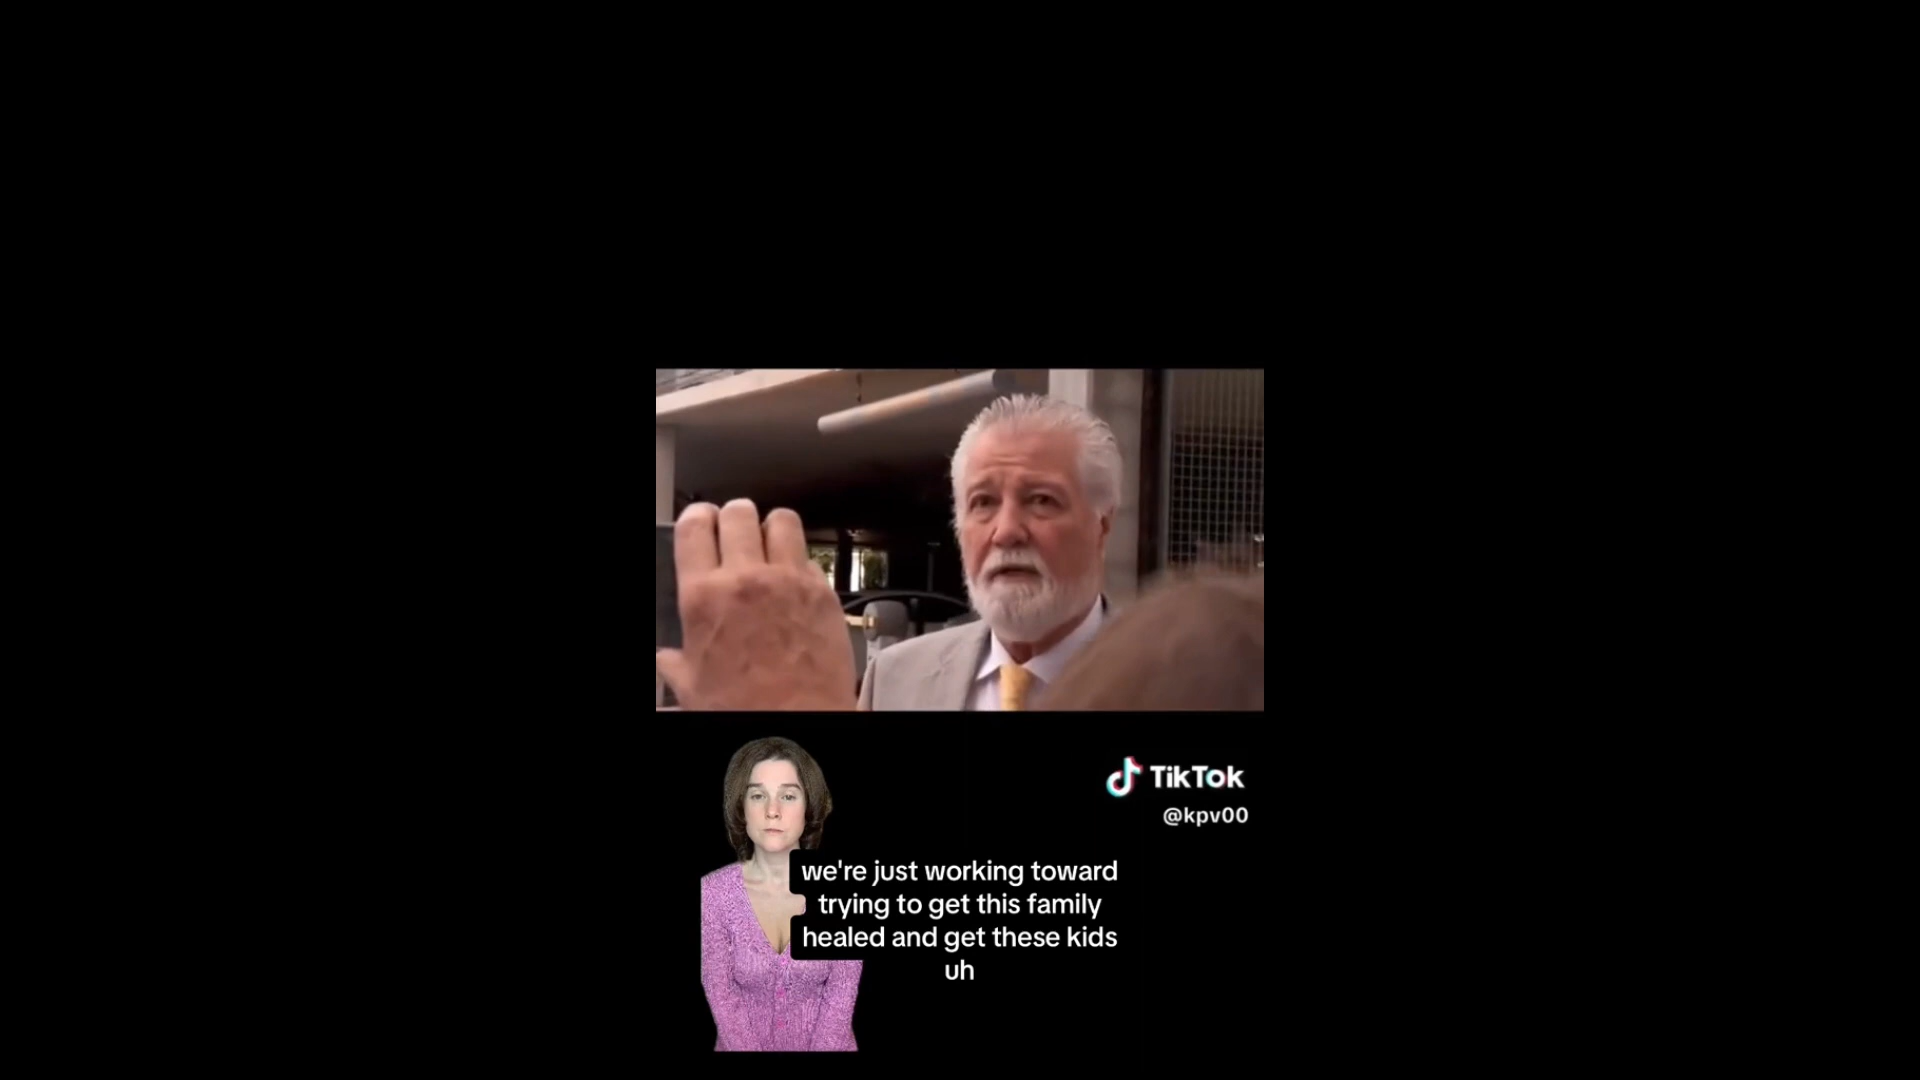 TikTok
@kpv00
we're just working toward
trying to get this family
healed and get these kids
uh